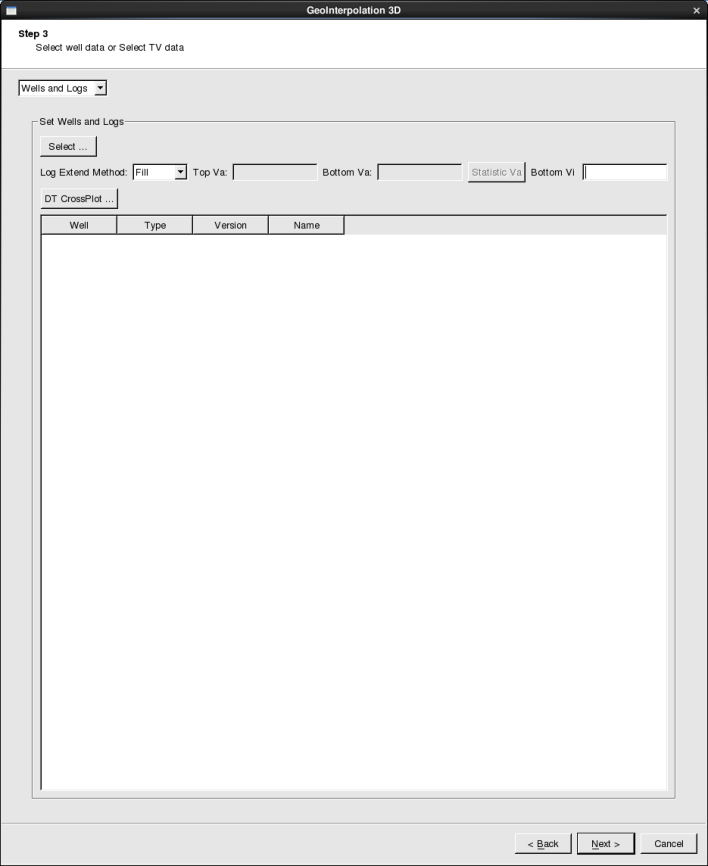 GeoInterpolation 3D
Step 3
Select well data or Select TV data
Wells and Logs
Set Wells and Logs
Select ...
Log Extend Method: Fill Top Va: Bottom Va: Statistic Va Bottom Vi
DT CrossPlot ...
Well Type Version Name
< Back Next > Cancel